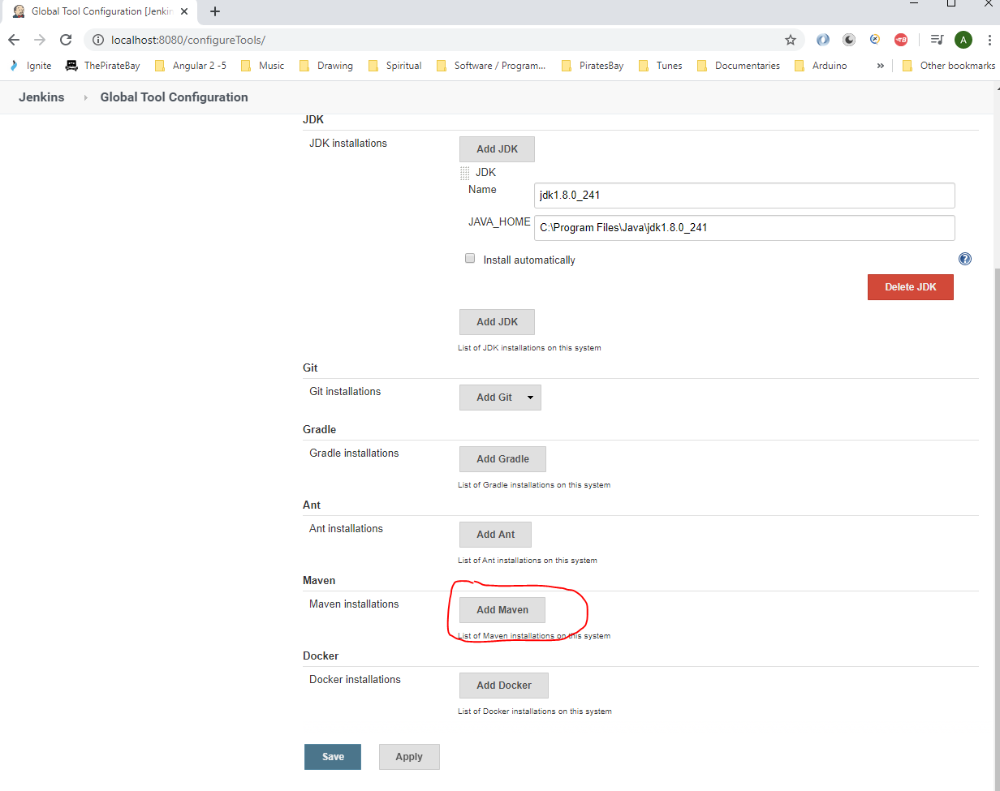 Global Tool Configuration [Jenkin
localhost:8080/configureTools/
A
Ignite ThePirateBay Angular 2 -5 Music Drawing Spiritual Software / Program... PiratesBay Tunes Documentaries Arduino » Other bookmarks
Jenkins Global Tool Configuration
JDK
JDK installations Add JDK
JDK
Name jdk1.8.0_241
JAVA_HOME C:\Program Files\Java\jdk1.8.0_241
Install automatically ?
Delete JDK
Add JDK
List of JDK installations on this system
Git
Git installations Add Git
Gradle
Gradle installations Add Gradle
List of Gradle installations on this system
Ant
Ant installations Add Ant
List of Ant installations on this system
Maven
Maven installations Add Maven
List of Maven installations on this system
Docker
Docker installations Add Docker
List of Docker installations on this system
Save Apply